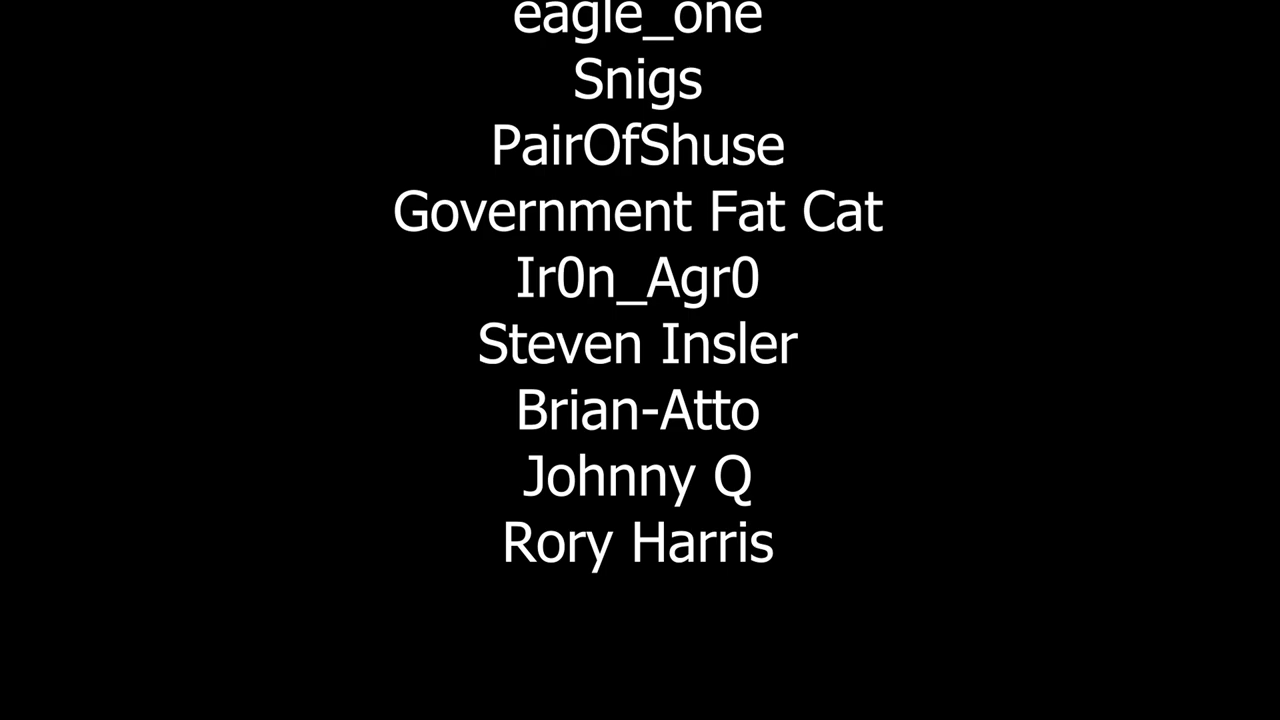 eagle_one
Snigs
PairOfShuse
Government Fat Cat
Ir0n_Agr0
Steven Insler
Brian-Atto
Johnny Q
Rory Harris